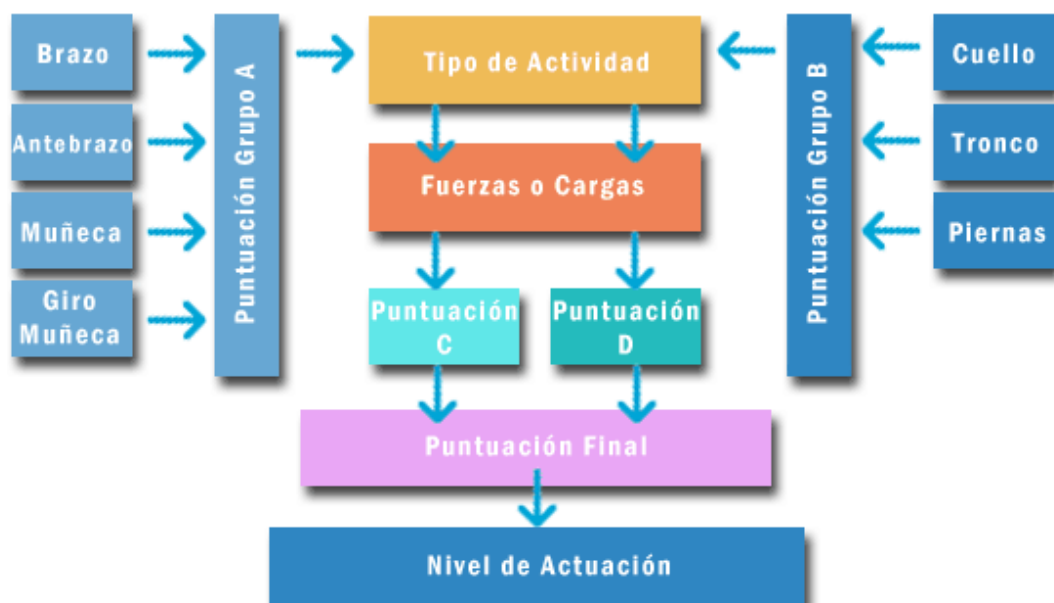 Brazo
Antebrazo
Muñeca
Giro
Muñeca
Puntuación Grupo A
Tipo de Actividad
Fuerzas o Cargas
Puntuación
C
Puntuación
D
Puntuación Final
Nivel de Actuación
Puntuación Grupo B
Cuello
Tronco
Piernas